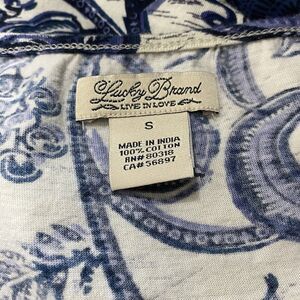 Lucky Brand
LIVE IN LOVE
S
MADE IN INDIA
100% COTTON
RN# 80318
CA# 56897